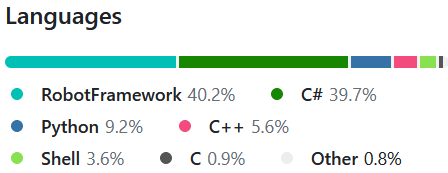 Languages
RobotFramework 40.2% C# 39.7%
Python 9.2% C++ 5.6%
Shell 3.6% C 0.9% Other 0.8%